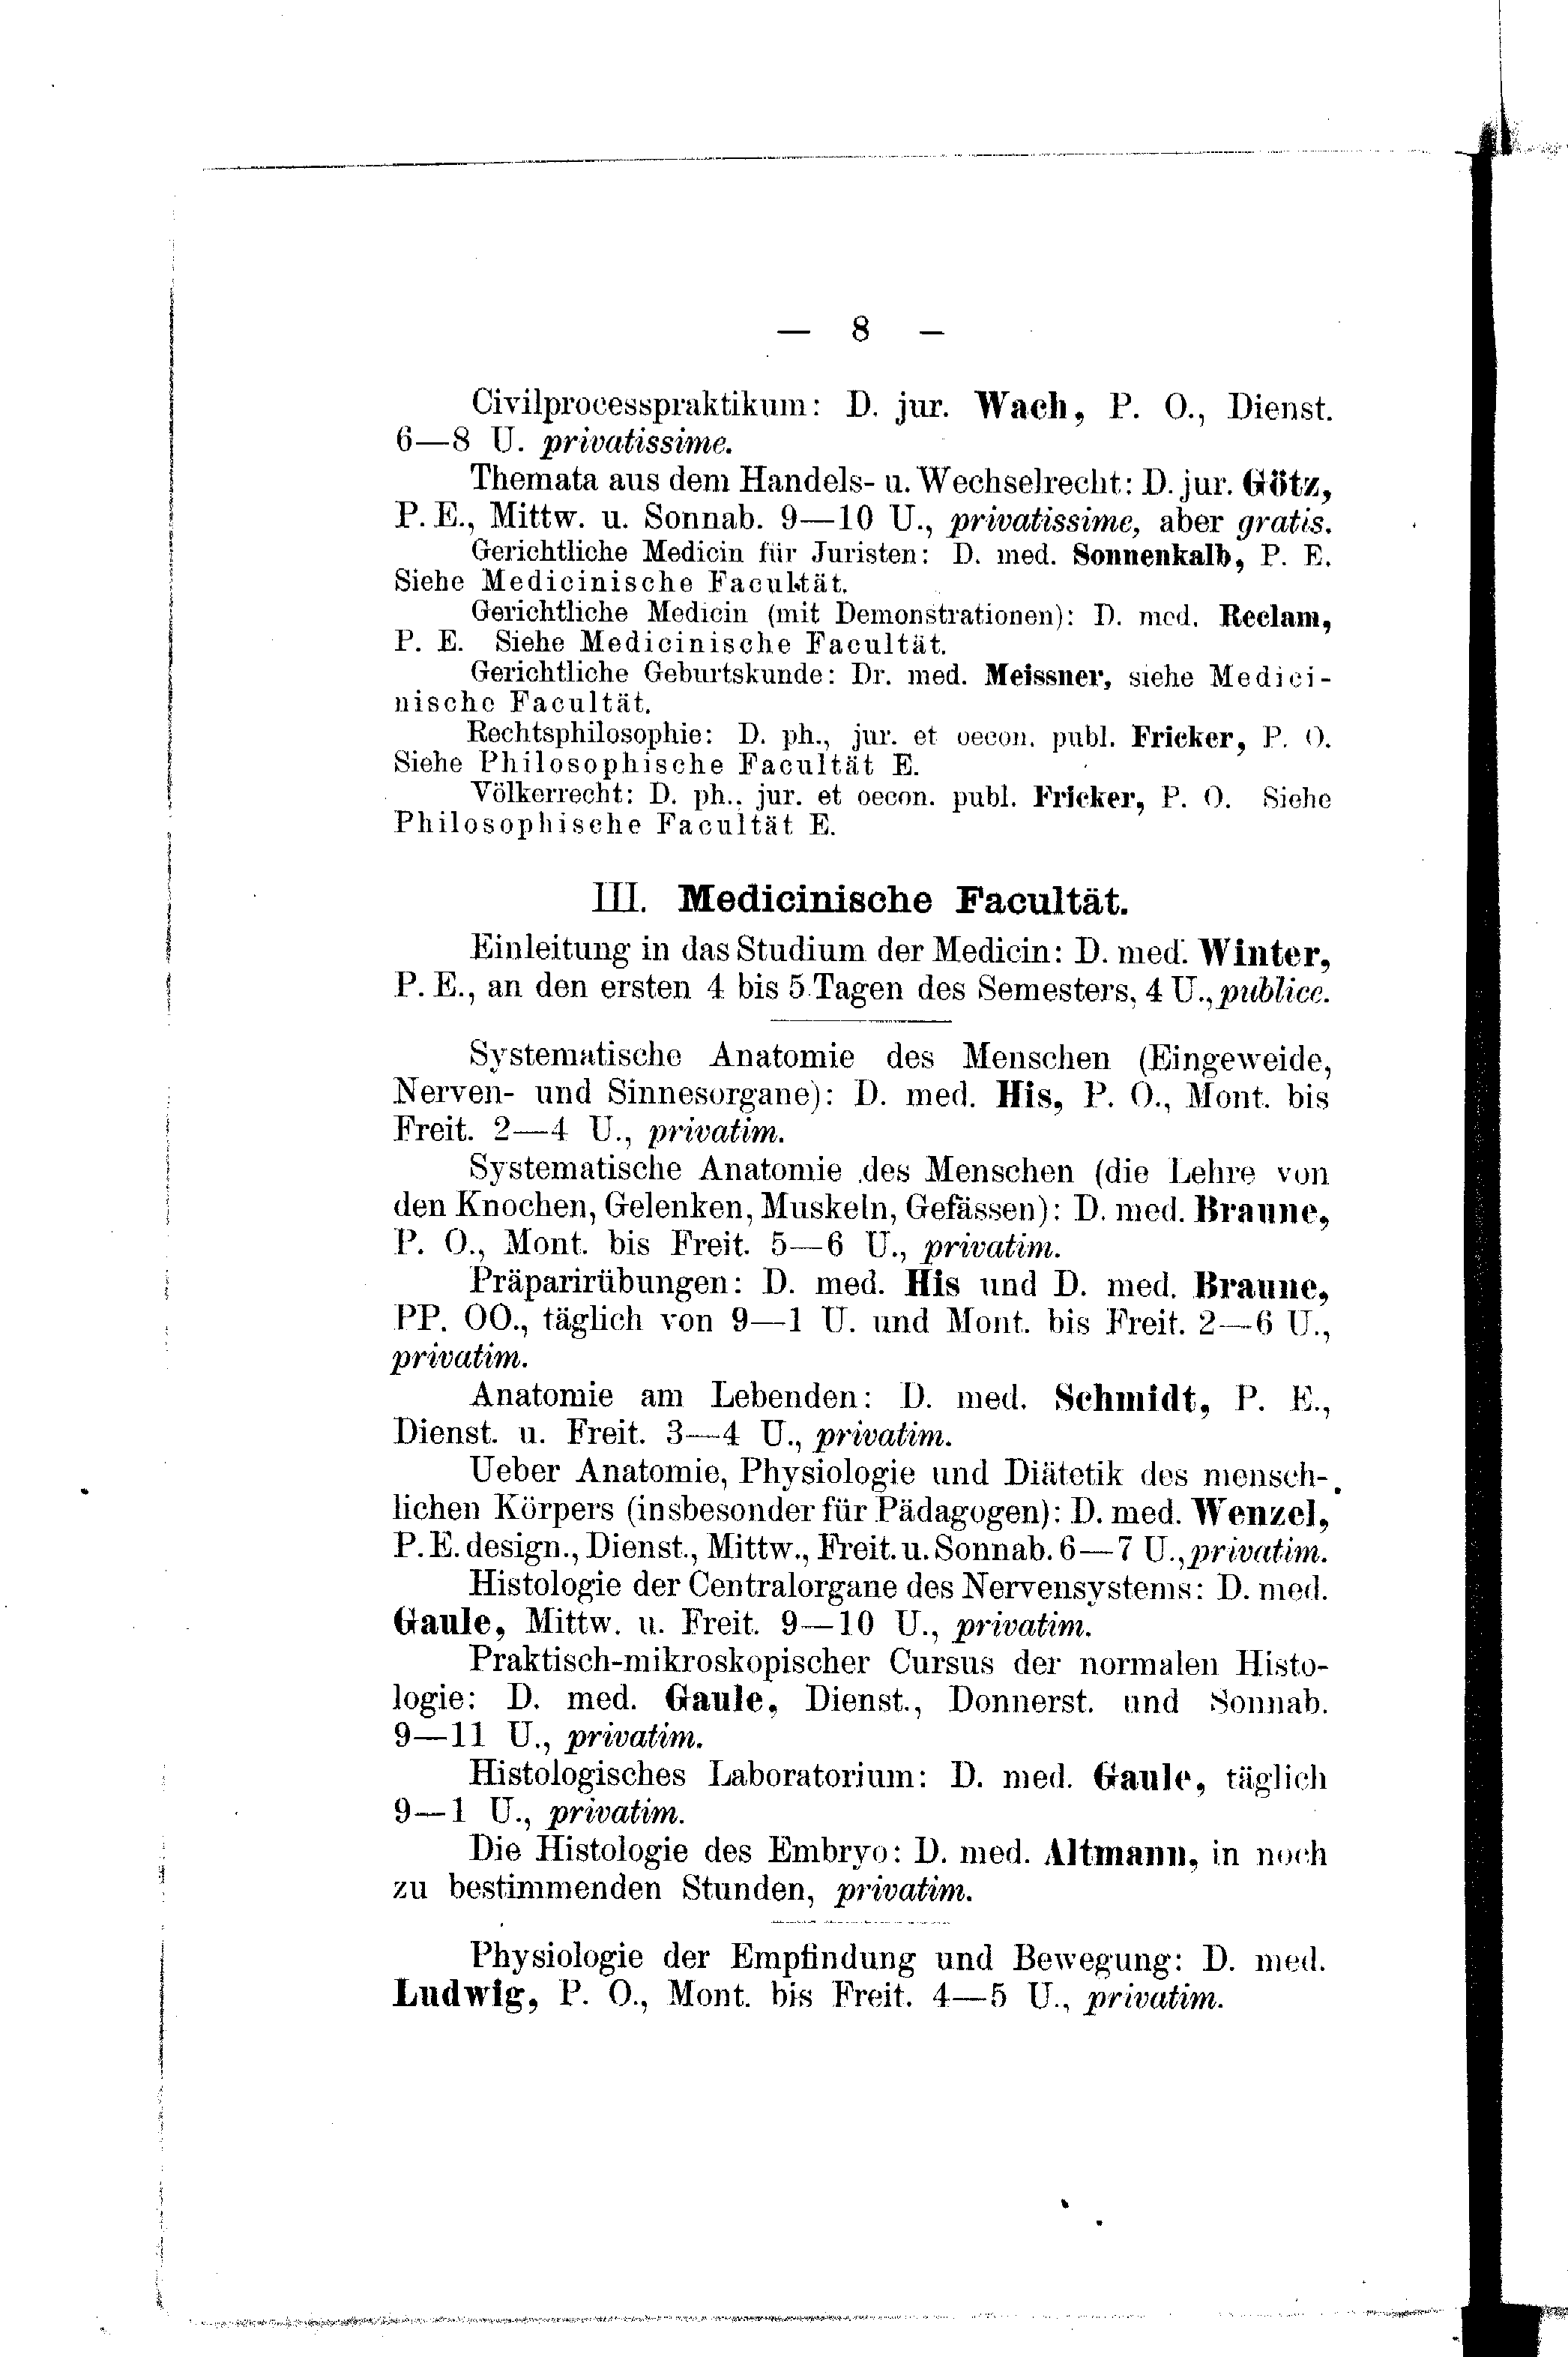 — 8 —
Civilprocesspraktikum: D. jur. Wach, P. O., Dienst.
6—8 U. privatissime.
Themata aus dem Handels- u. Wechselrecht: D. jur. Götz,
P. E., Mittw. u. Sonnab. 9—10 U., privatissime, aber gratis.
Gerichtliche Medicin für Juristen: D. med. Sonnenkalb, P. E.
Siehe Medicinische Facultät.
Gerichtliche Medicin (mit Demonstrationen): D. med. Reclam,
P. E. Siehe Medicinische Facultät.
Gerichtliche Geburtskunde: Dr. med. Meissner, siehe Medici-
nische Facultät.
Rechtsphilosophie: D. ph., jur. et oecon. publ. Fricker, P. O.
Siehe Philosophische Facultät E.
Völkerrecht: D. ph., jur. et oecon. publ. Fricker, P. O. Siehe
Philosophische Facultät E.
III. Medicinische Facultät.
Einleitung in das Studium der Medicin: D. med. Winter,
P. E., an den ersten 4 bis 5 Tagen des Semesters, 4 U., publice.
Systematische Anatomie des Menschen (Eingeweide,
Nerven- und Sinnesorgane): D. med. His, P. O., Mont. bis
Freit. 2—4 U., privatim.
Systematische Anatomie des Menschen (die Lehre von
den Knochen, Gelenken, Muskeln, Gefässen): D. med. Braune,
P. O., Mont. bis Freit. 5—6 U., privatim.
Präparirübungen: D. med. His und D. med. Braune,
PP. OO., täglich von 9—1 U. und Mont. bis Freit. 2—6 U.,
privatim.
Anatomie am Lebenden: D. med. Schmidt, P. E.,
Dienst. u. Freit. 3—4 U., privatim.
Ueber Anatomie, Physiologie und Diätetik des mensch-
lichen Körpers (insbesonder für Pädagogen): D. med. Wenzel,
P. E. design., Dienst., Mittw., Freit. u. Sonnab. 6—7 U., privatim.
Histologie der Centralorgane des Nervensystems: D. med.
Gaule, Mittw. u. Freit. 9—10 U., privatim.
Praktisch-mikroskopischer Cursus der normalen Histo-
logie: D. med. Gaule, Dienst., Donnerst. und Sonnab.
9—11 U., privatim.
Histologisches Laboratorium: D. med. Gaule, täglich
9—1 U., privatim.
Die Histologie des Embryo: D. med. Altmann, in noch
zu bestimmenden Stunden, privatim.
Physiologie der Empfindung und Bewegung: D. med.
Ludwig, P. O., Mont. bis Freit. 4—5 U., privatim.